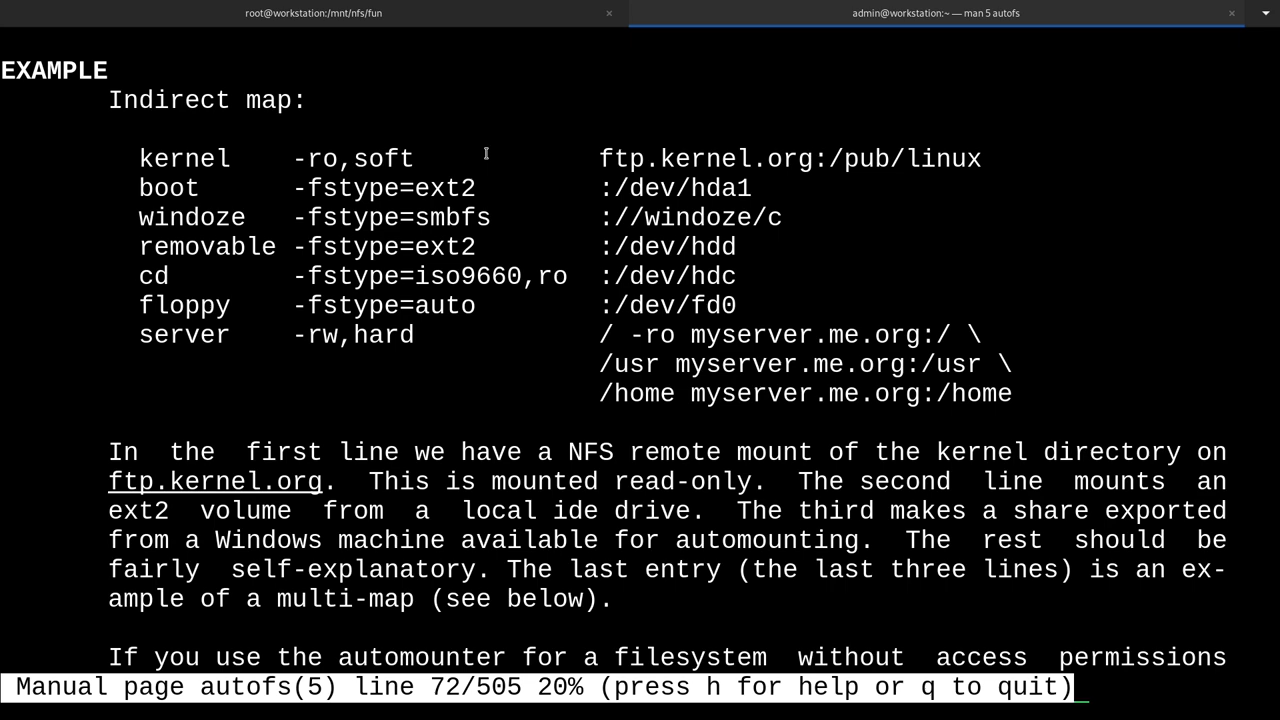 root@workstation:/mnt/nfs/fun × admin@workstation:~ — man 5 autofs ×
EXAMPLE
Indirect map:
kernel -ro,soft ftp.kernel.org:/pub/linux
boot -fstype=ext2 :/dev/hda1
windoze -fstype=smbfs ://windoze/c
removable -fstype=ext2 :/dev/hdd
cd -fstype=iso9660,ro :/dev/hdc
floppy -fstype=auto :/dev/fd0
server -rw,hard / -ro myserver.me.org:/ \
/usr myserver.me.org:/usr \
/home myserver.me.org:/home
In the first line we have a NFS remote mount of the kernel directory on
ftp.kernel.org. This is mounted read-only. The second line mounts an
ext2 volume from a local ide drive. The third makes a share exported
from a Windows machine available for automounting. The rest should be
fairly self-explanatory. The last entry (the last three lines) is an ex-
ample of a multi-map (see below).
If you use the automounter for a filesystem without access permissions
Manual page autofs(5) line 72/505 20% (press h for help or q to quit)